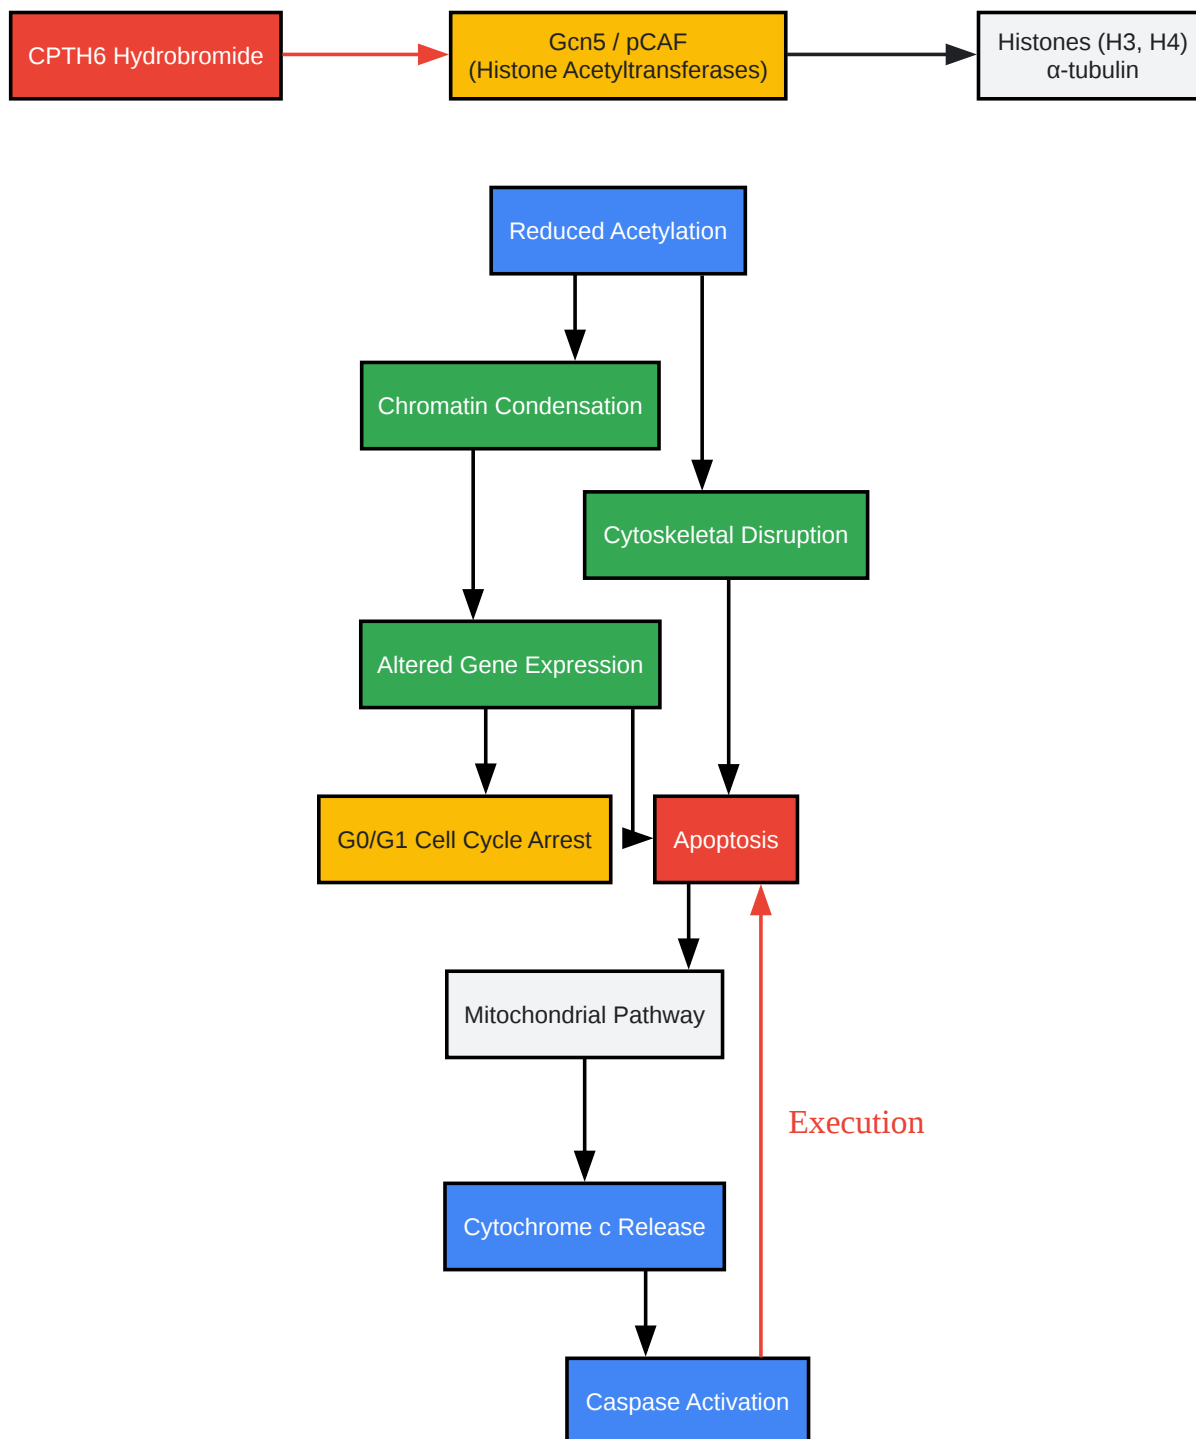 CPTH6 Hydrobromide
Gcn5 / pCAF
(Histone Acetyltransferases)
Histones (H3, H4)
α-tubulin
Reduced Acetylation
Chromatin Condensation
Cytoskeletal Disruption
Altered Gene Expression
G0/G1 Cell Cycle Arrest
Apoptosis
Mitochondrial Pathway
Execution
Cytochrome c Release
Caspase Activation